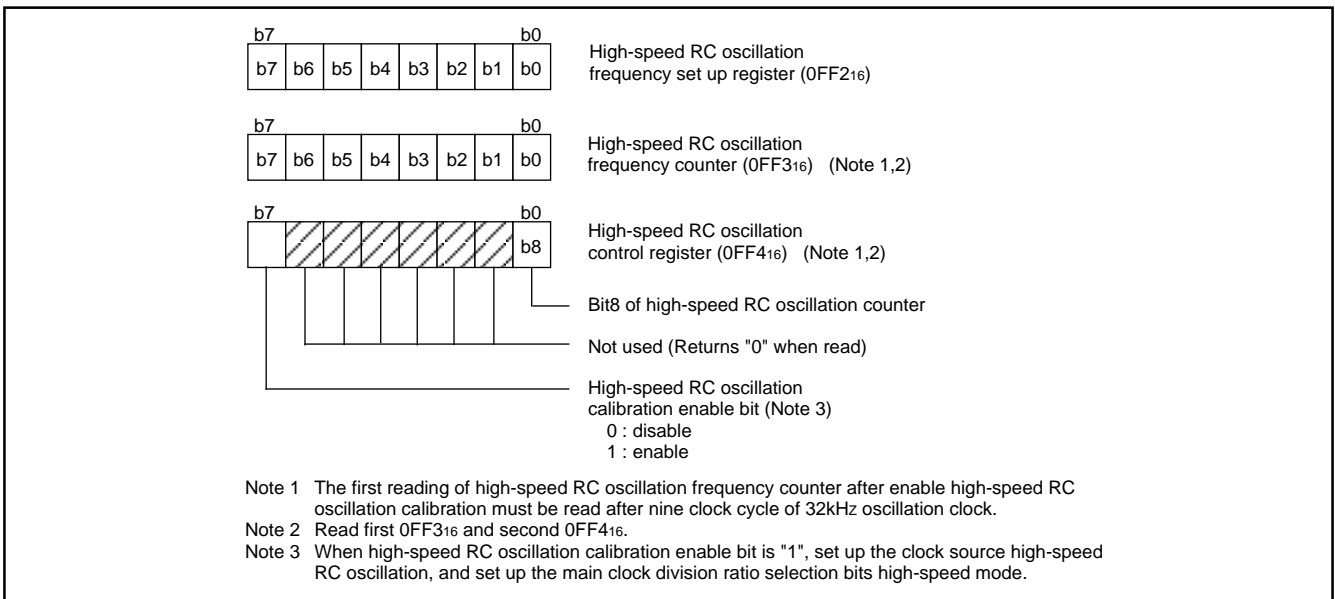 b7 b0
b7 b6 b5 b4 b3 b2 b1 b0
High-speed RC oscillation
frequency set up register (0FF216)
b7 b0
b7 b6 b5 b4 b3 b2 b1 b0
High-speed RC oscillation
frequency counter (0FF316) (Note 1,2)
b7 b0
b8
High-speed RC oscillation
control register (0FF416) (Note 1,2)
Bit8 of high-speed RC oscillation counter
Not used (Returns "0" when read)
High-speed RC oscillation
calibration enable bit (Note 3)
0 : disable
1 : enable
Note 1 The first reading of high-speed RC oscillation frequency counter after enable high-speed RC
oscillation calibration must be read after nine clock cycle of 32kHz oscillation clock.
Note 2 Read first 0FF316 and second 0FF416.
Note 3 When high-speed RC oscillation calibration enable bit is "1", set up the clock source high-speed
RC oscillation, and set up the main clock division ratio selection bits high-speed mode.